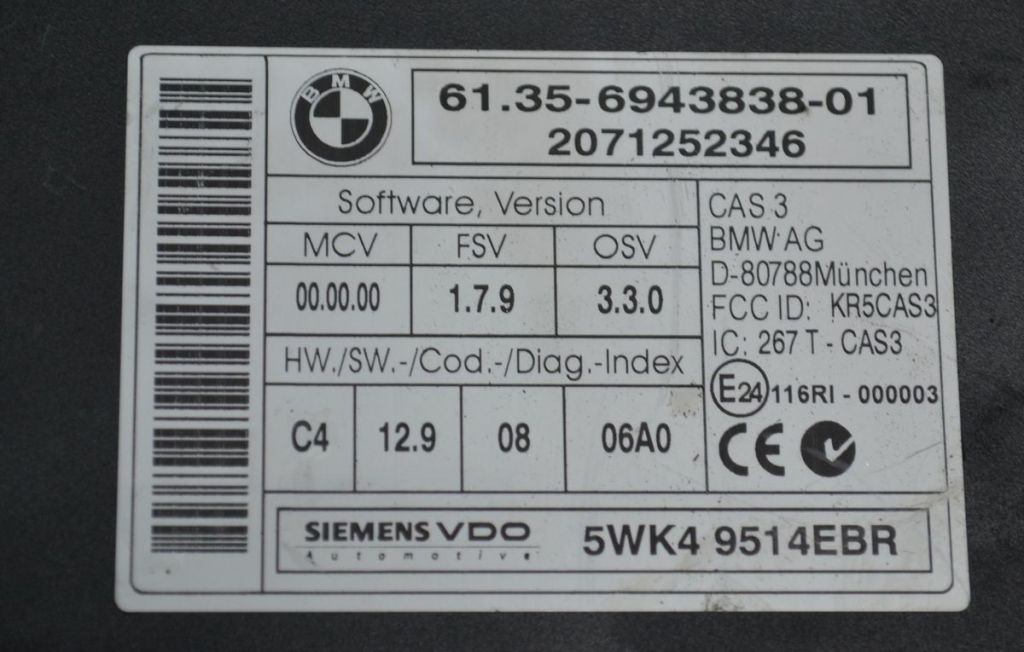 BMW
61.35-6943838-01
2071252346
Software, Version
MCV FSV OSV
00.00.00 1.7.9 3.3.0
HW./SW.-/Cod.-/Diag.-Index
C4 12.9 08 06A0
CAS 3
BMW AG
D-80788München
FCC ID: KR5CAS3
IC: 267 T - CAS3
E24 116RI - 000003
CE
SIEMENS VDO
Automotive
5WK4 9514EBR